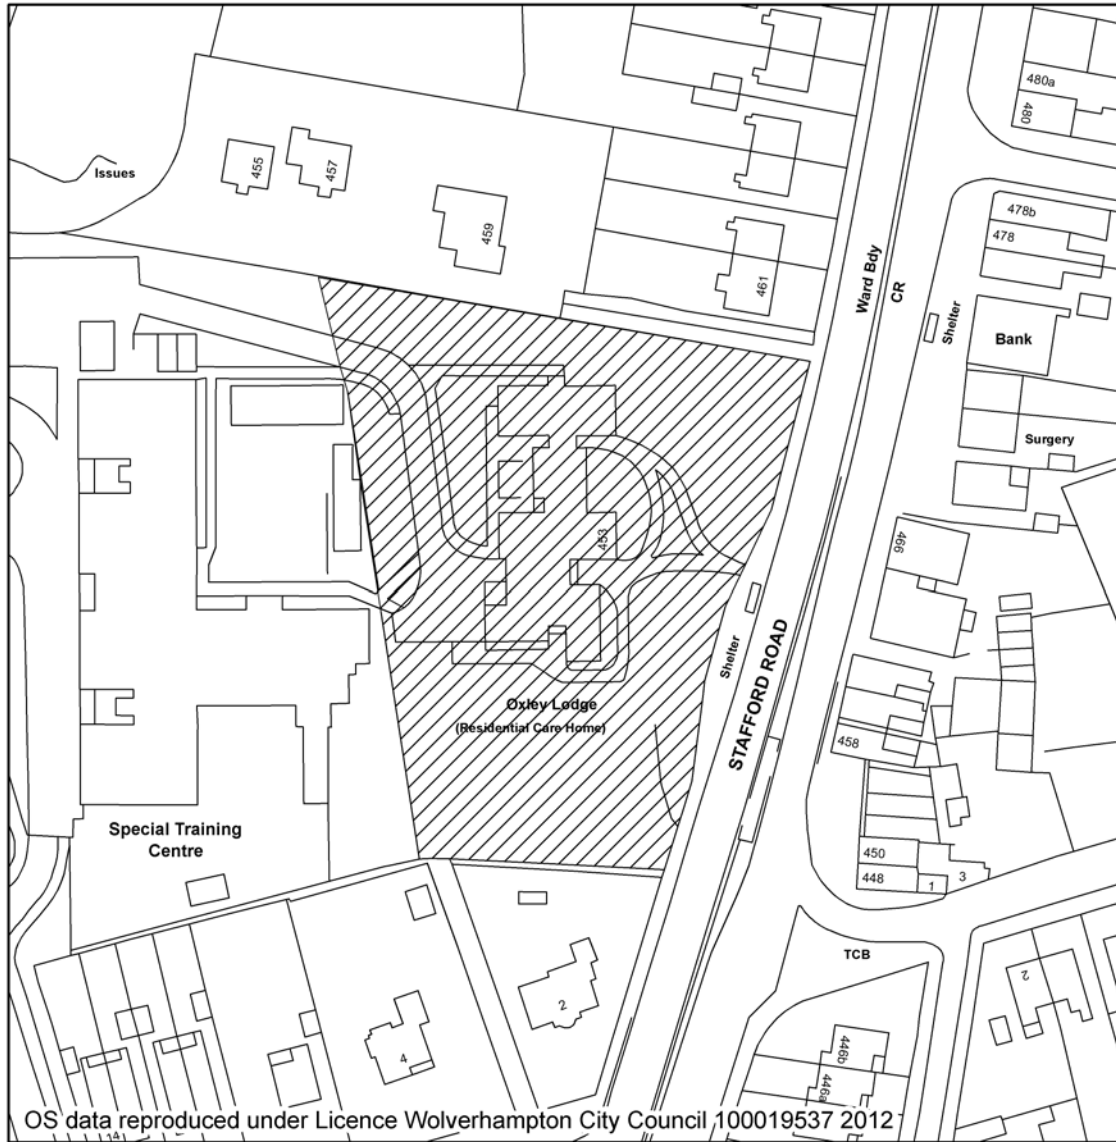 480a
480
Issues
455
457
459
478b
478
461
Ward Bdy
CR
Shelter
Bank
Surgery
453
466
Shelter
STAFFORD ROAD
Oxley Lodge
(Residential Care Home)
458
Special Training
Centre
450
448
1
3
TCB
2
2
4
446b
446a
14
OS data reproduced under Licence Wolverhampton City Council 100019537 2012